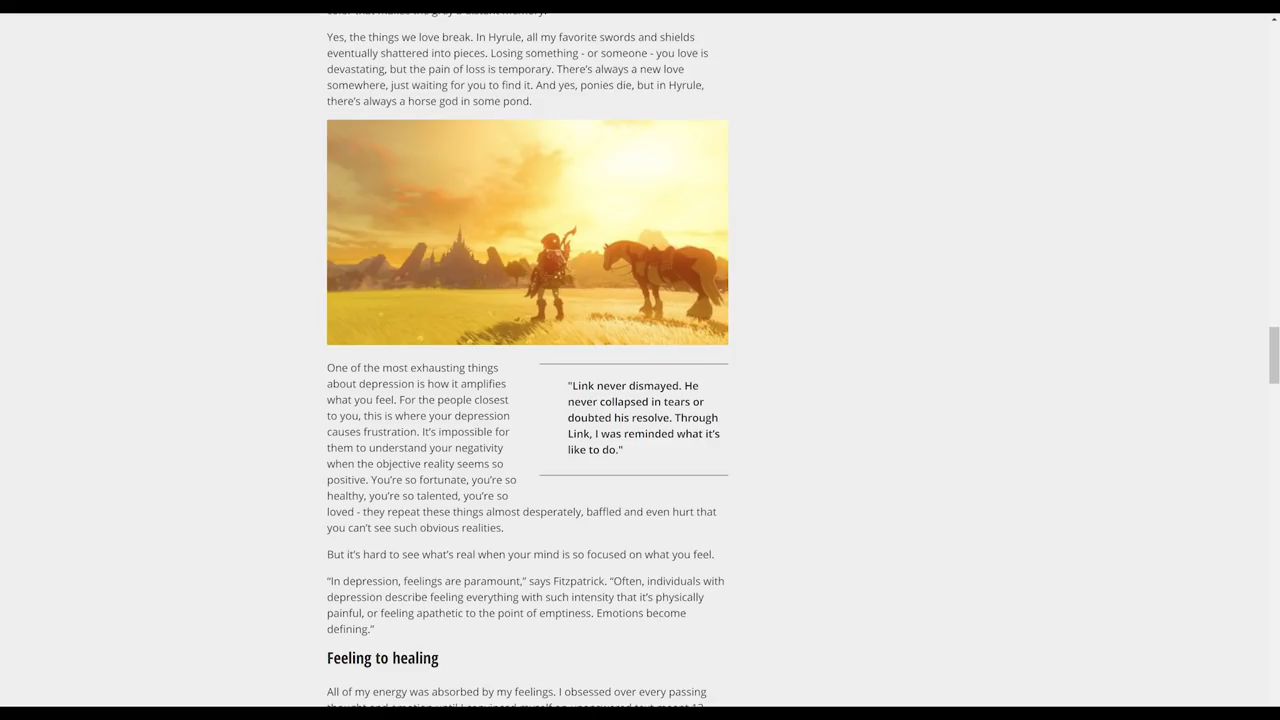 Yes, the things we love break. In Hyrule, all my favorite swords and shields
eventually shattered into pieces. Losing something - or someone - you love is
devastating, but the pain of loss is temporary. There’s always a new love
somewhere, just waiting for you to find it. And yes, ponies die, but in Hyrule,
there’s always a horse god in some pond.
One of the most exhausting things
about depression is how it amplifies
what you feel. For the people closest
to you, this is where your depression
causes frustration. It’s impossible for
them to understand your negativity
when the objective reality seems so
positive. You’re so fortunate, you’re so
healthy, you’re so talented, you’re so
loved - they repeat these things almost desperately, baffled and even hurt that
you can’t see such obvious realities.
"Link never dismayed. He
never collapsed in tears or
doubted his resolve. Through
Link, I was reminded what it’s
like to do."
But it’s hard to see what’s real when your mind is so focused on what you feel.
“In depression, feelings are paramount,” says Fitzpatrick. “Often, individuals with
depression describe feeling everything with such intensity that it’s physically
painful, or feeling apathetic to the point of emptiness. Emotions become
defining.”
Feeling to healing
All of my energy was absorbed by my feelings. I obsessed over every passing